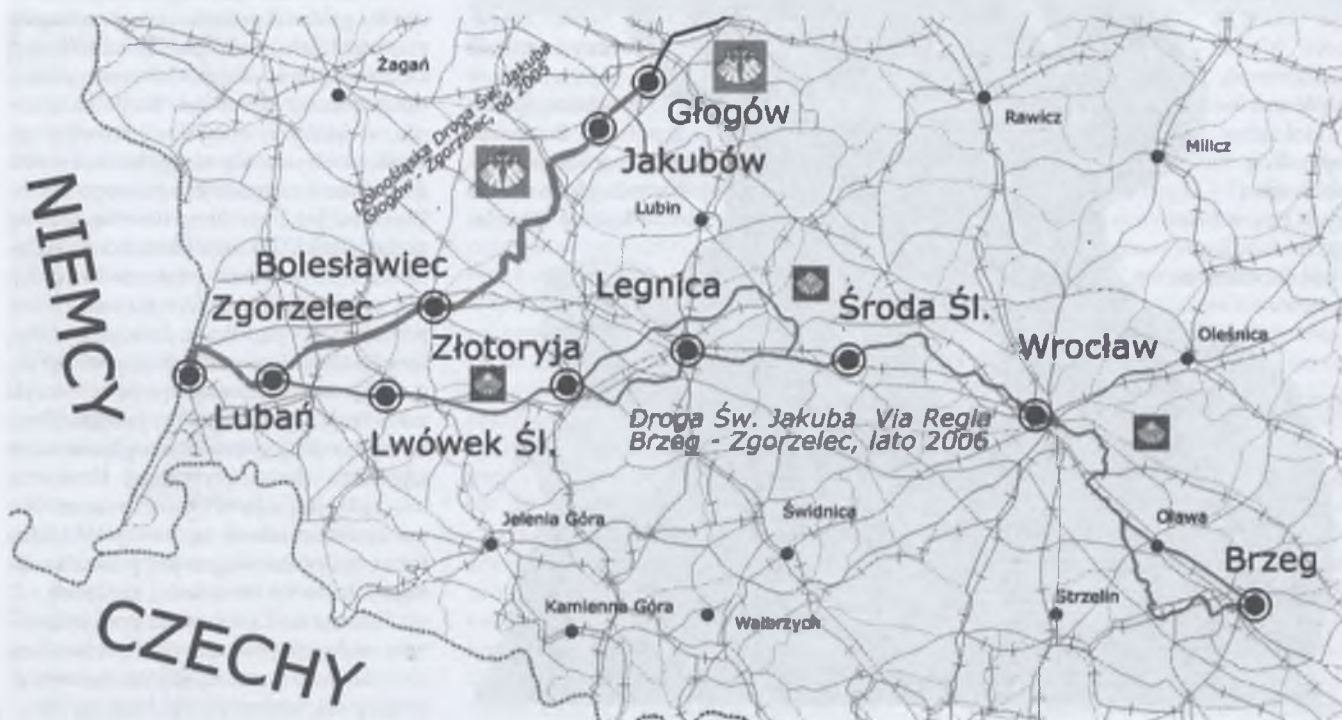 Żagań
Dolnośląska Droga Św. Jakuba
Głogów - Zgorzelec, od 2005
Głogów
Jakubów
Rawicz
Milicz
Lubin
NIEMCY
Bolesławiec
Zgorzelec
Legnica
Środa Śl.
Złotoryja
Wrocław
Oleśnica
Lubań
Lwówek Śl.
Droga Św. Jakuba Via Regia
Brzeg - Zgorzelec, lato 2006
Jelenia Góra
Świdnica
Oława
Brzeg
Kamienna Góra
Wałbrzych
Strzelin
CZECHY